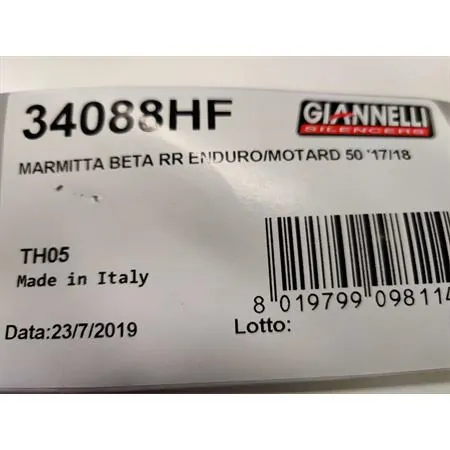 34088HF
GIANNELLI
SILENCERS
MARMITTA BETA RR ENDURO/MOTARD 50 '17/18
TH05
Made in Italy
8 019799 098114
Data:23/7/2019
Lotto: